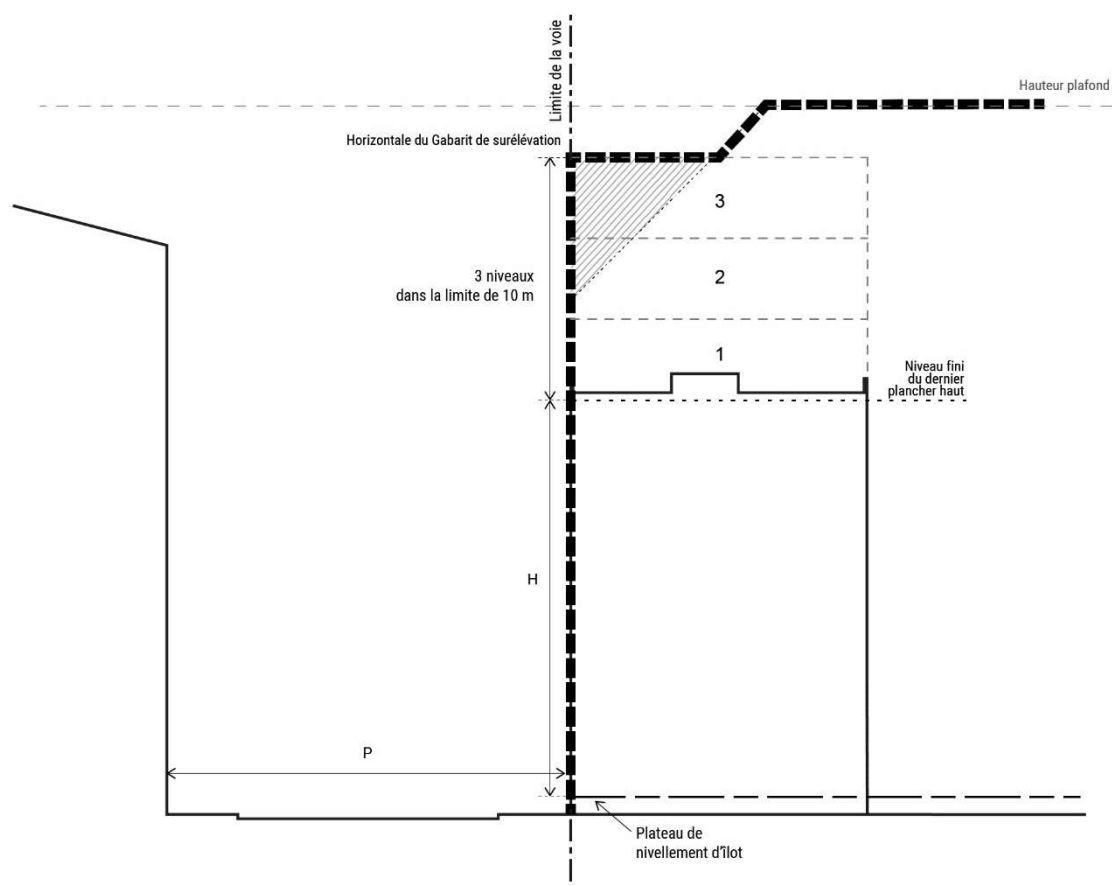 Limite de la voie
Hauteur plafond
Horizontale du Gabarit de surélévation
3
3 niveaux
dans la limite de 10 m
2
1
Niveau fini
du dernier
plancher haut
H
P
Plateau de
nivellement d'îlot